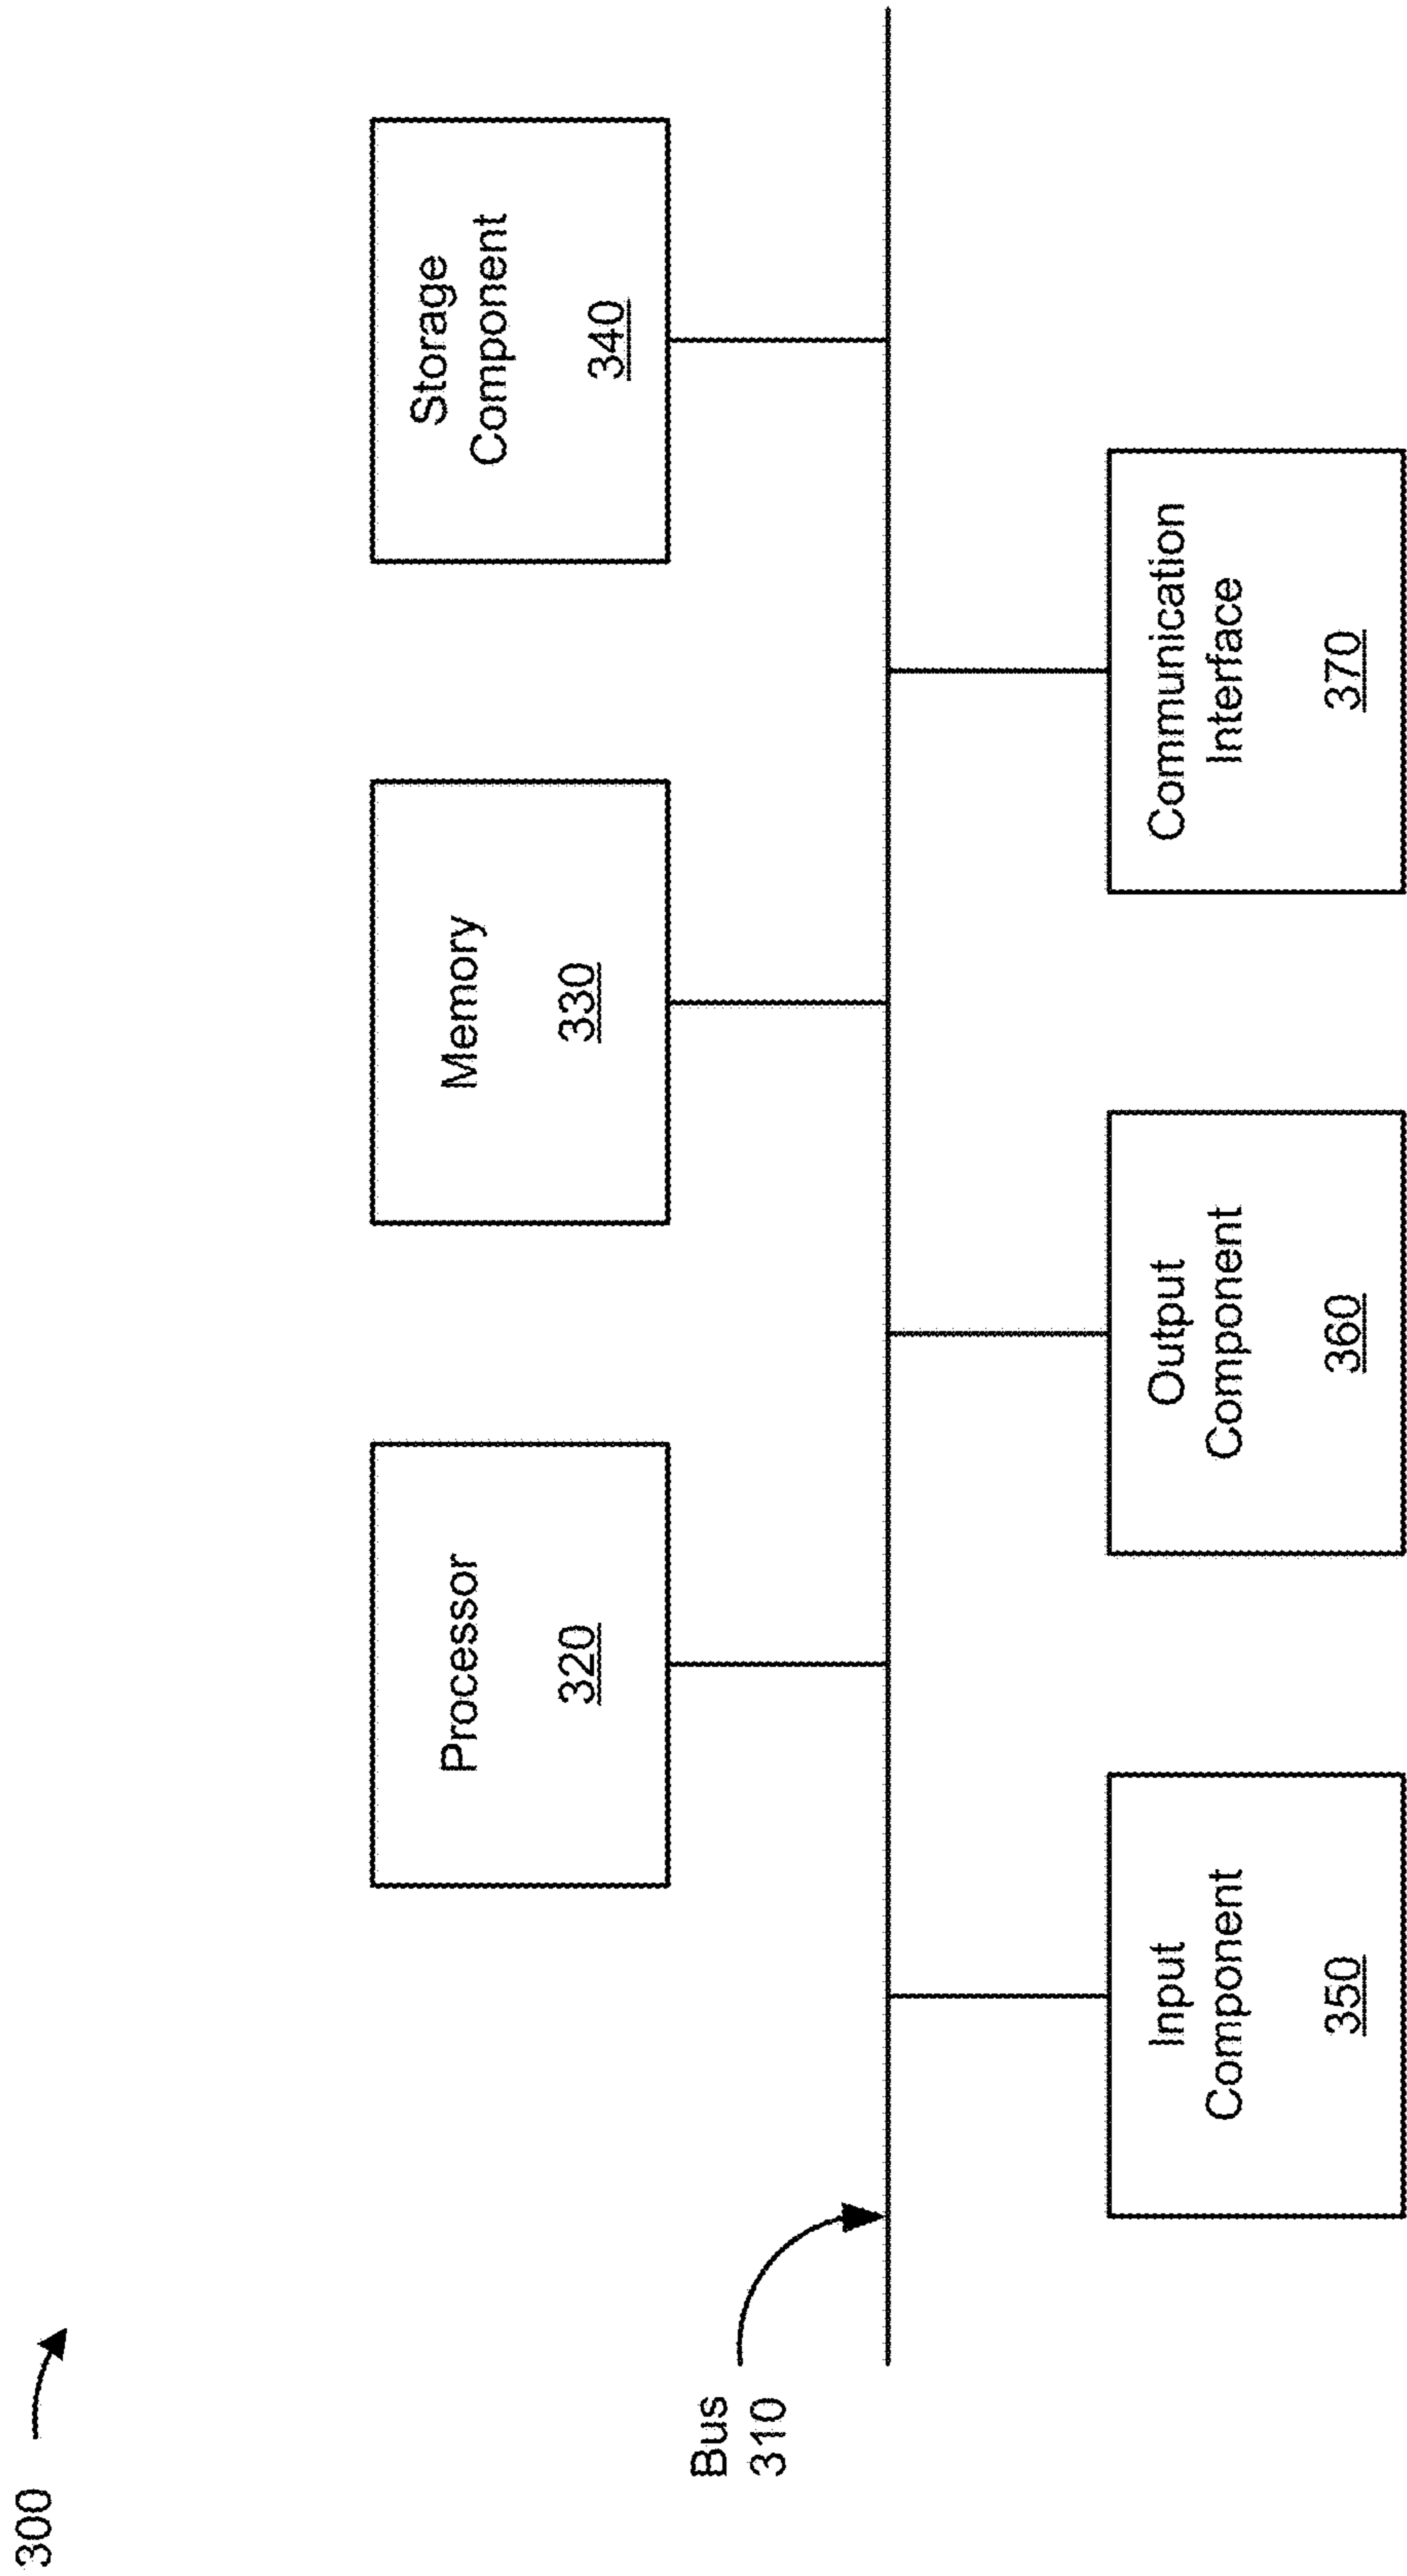 300
Bus
310
Processor
320
Memory
330
Storage
Component
340
Input
Component
350
Output
Component
360
Communication
Interface
370